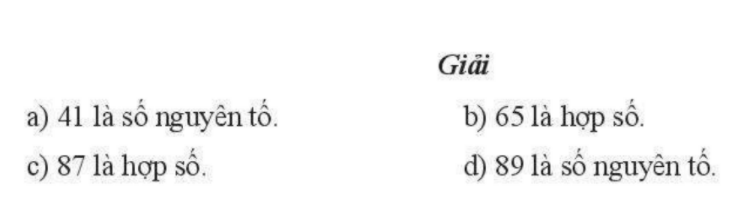 Giải
a) 41 là số nguyên tố. b) 65 là hợp số.
c) 87 là hợp số. d) 89 là số nguyên tố.